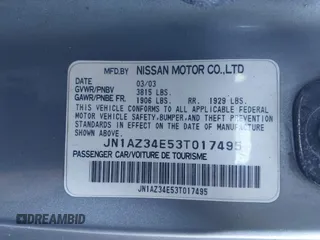 MFD.BY NISSAN MOTOR CO.,LTD
DATE 03/03
GVWR/PNBV 3815 LBS.
GAWR/PNBE FR. 1906 LBS. RR. 1929 LBS.
THIS VEHICLE CONFORMS TO ALL APPLICABLE FEDERAL
MOTOR VEHICLE SAFETY, BUMPER, AND THEFT PREVENTION
STANDARDS IN EFFECT ON THE DATE OF MANUFACTURE
SHOWN ABOVE.
JN1AZ34E53T017495
PASSENGER CAR/VOITURE DE TOURISME
JN1AZ34E53T017495
DREAMBID